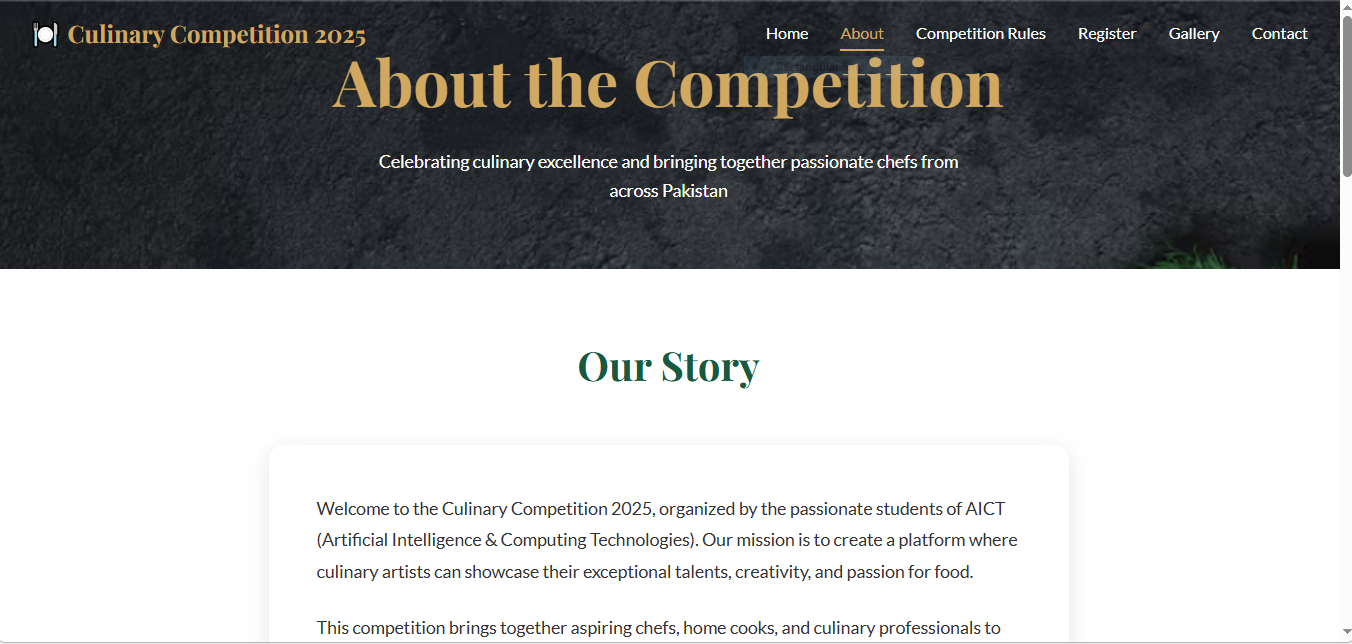 Culinary Competition 2025
Home About Competition Rules Register Gallery Contact
About the Competition
Celebrating culinary excellence and bringing together passionate chefs from
across Pakistan
Our Story
Welcome to the Culinary Competition 2025, organized by the passionate students of AICT
(Artificial Intelligence & Computing Technologies). Our mission is to create a platform where
culinary artists can showcase their exceptional talents, creativity, and passion for food.
This competition brings together aspiring chefs, home cooks, and culinary professionals to